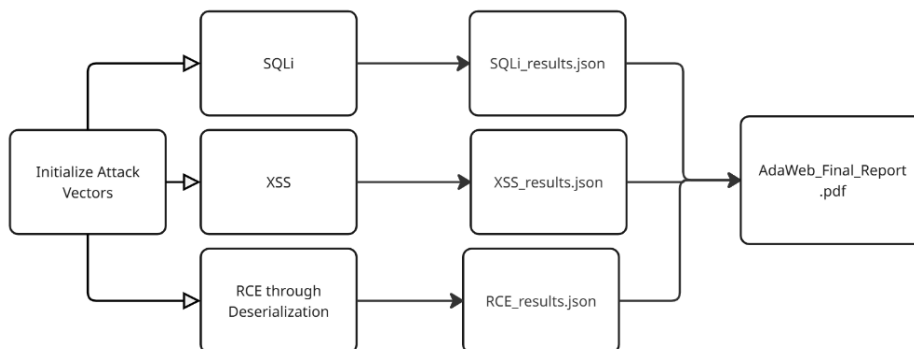 SQLi
SQLi_results.json
Initialize Attack
Vectors
XSS
XSS_results.json
AdaWeb_Final_Report
.pdf
RCE through
Deserialization
RCE_results.json